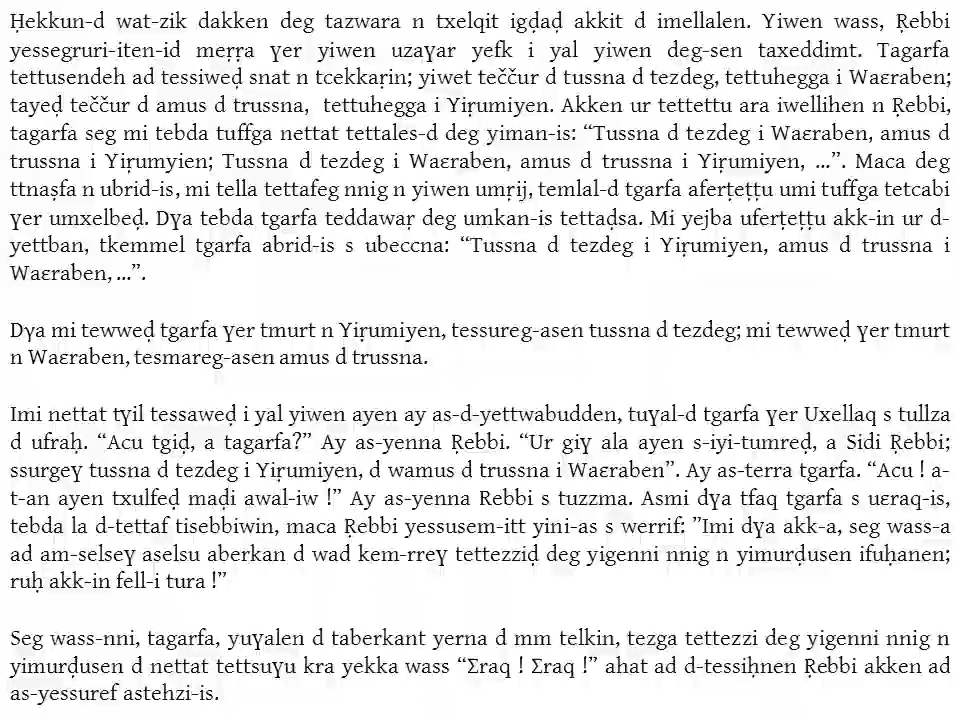 Ḥekkun-d wat-zik dakken deg tazwara n txelqit igḍaḍ akkit d imellalen. Yiwen wass, Ṛebbi
yessegruri-iten-id meṛṛa ɣer yiwen uzaɣar yefk i yal yiwen deg-sen taxeddimt. Tagarfa
tettusendeh ad tessiweḍ snat n tcekkaṛin; yiwet teččur d tussna d tezdeg, tettuhegga i Waɛraben;
tayeḍ teččur d amus d trussna,  tettuhegga i Yiṛumiyen. Akken ur tettettu ara iwellihen n Ṛebbi,
tagarfa seg mi tebda tuffga nettat tettales-d deg yiman-is: “Tussna d tezdeg i Waɛraben, amus d
trussna i Yiṛumyien; Tussna d tezdeg i Waɛraben, amus d trussna i Yiṛumiyen, ...”. Maca deg
ttnaṣfa n ubrid-is, mi tella tettafeg nnig n yiwen umṛij, temlal-d tgarfa aferṭeṭṭu umi tuffga tetcabi
ɣer umxelbeḍ. Dɣa tebda tgarfa teddawaṛ deg umkan-is tettaḍsa. Mi yejba uferṭeṭṭu akk-in ur d-
yettban, tkemmel tgarfa abrid-is s ubeccna: “Tussna d tezdeg i Yiṛumiyen, amus d trussna i
Waɛraben, ...”.
Dɣa mi tewweḍ tgarfa ɣer tmurt n Yiṛumiyen, tessureg-asen tussna d tezdeg; mi tewweḍ ɣer tmurt
n Waɛraben, tesmareg-asen amus d trussna.
Imi nettat tɣil tessaweḍ i yal yiwen ayen ay as-d-yettwabudden, tuɣal-d tgarfa ɣer Uxellaq s tullza
d ufraḥ. “Acu tgiḍ, a tagarfa?” Ay as-yenna Ṛebbi. “Ur giɣ ala ayen s-iyi-tumreḍ, a Sidi Ṛebbi;
ssurgeɣ tussna d tezdeg i Yiṛumiyen, d wamus d trussna i Waɛraben”. Ay as-terra tgarfa. “Acu ! a-
t-an ayen txulfeḍ maḍi awal-iw !” Ay as-yenna Rebbi s tuzzma. Asmi dɣa tfaq tgarfa s uɛraq-is,
tebda la d-tettaf tisebbiwin, maca Ṛebbi yessusem-itt yini-as s werrif: ”Imi dɣa akk-a, seg wass-a
ad am-selseɣ aselsu aberkan d wad kem-rreɣ tettezziḍ deg yigenni nnig n yimurḍusen ifuḥanen;
ruḥ akk-in fell-i tura !”
Seg wass-nni, tagarfa, yuɣalen d taberkant yerna d mm telkin, tezga tettezzi deg yigenni nnig n
yimurḍusen d nettat tettsuɣu kra yekka wass “Ɛraq ! Ɛraq !” ahat ad d-tessiḥnen Ṛebbi akken ad
as-yessuref astehzi-is.